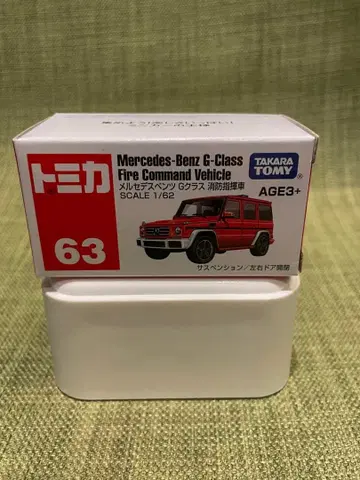 トミカ
63
Mercedes-Benz G-Class
Fire Command Vehicle
メルセデスベンツ Gクラス 消防指揮車
SCALE 1/62
TAKARA
TOMY
®
AGE3+
サスペンション/左右ドア開閉